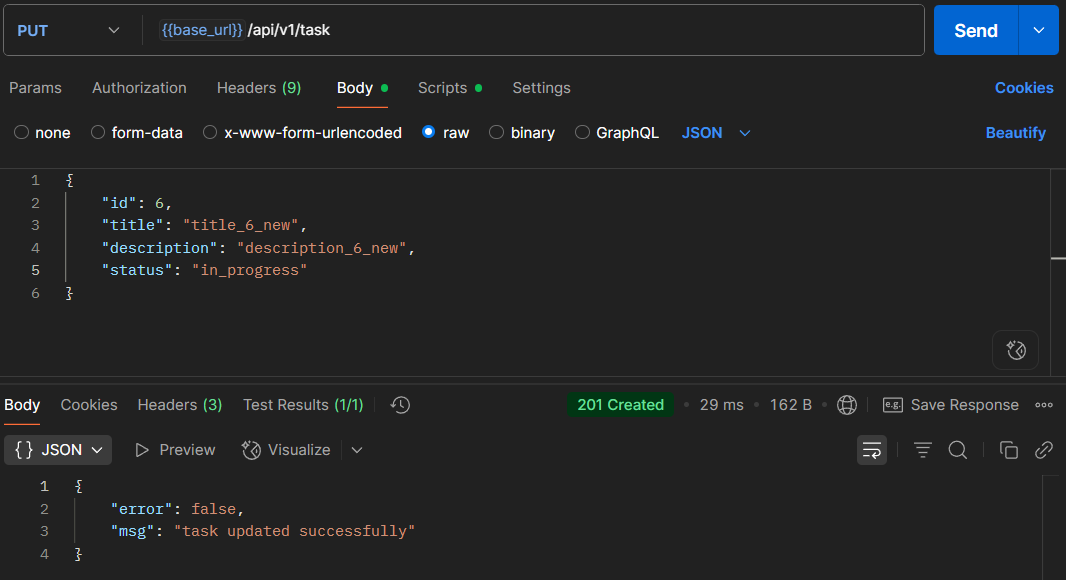 PUT {{base_url}} /api/v1/task Send
Params Authorization Headers (9) Body Scripts Settings Cookies
none form-data x-www-form-urlencoded raw binary GraphQL JSON Beautify
1 {
2 "id": 6,
3 "title": "title_6_new",
4 "description": "description_6_new",
5 "status": "in_progress"
6 }
Body Cookies Headers (3) Test Results (1/1) 201 Created 29 ms 162 B e.g. Save Response
{} JSON Preview Visualize
1 {
2 "error": false,
3 "msg": "task updated successfully"
4 }